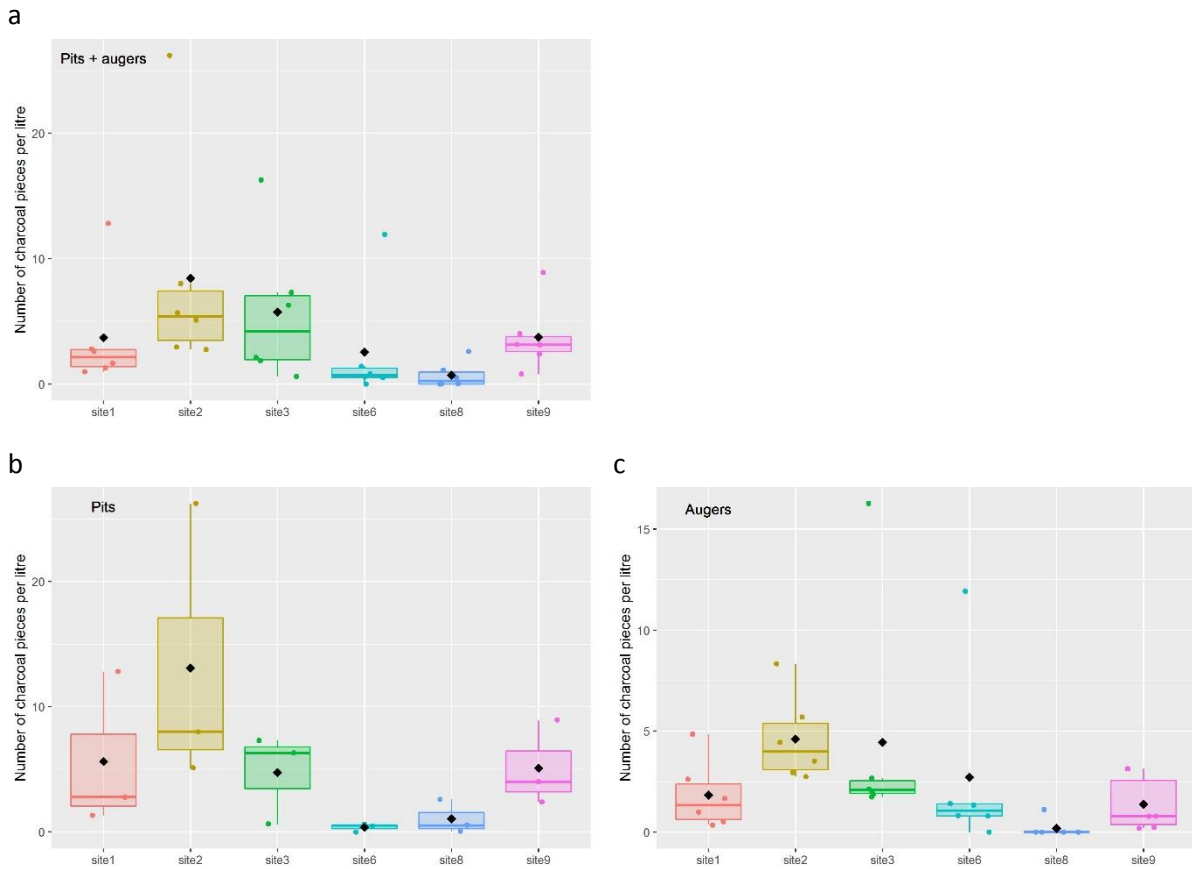 a
Pits + augers
Number of charcoal pieces per litre
20
10
0
site1 site2 site3 site6 site8 site9
b
Pits
Number of charcoal pieces per litre
20
10
0
site1 site2 site3 site6 site8 site9
c
Augers
Number of charcoal pieces per litre
15
10
5
0
site1 site2 site3 site6 site8 site9